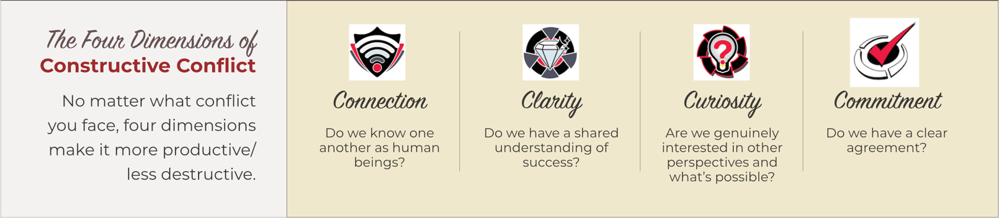 The Four Dimensions of
Constructive Conflict
No matter what conflict
you face, four dimensions
make it more productive/
less destructive.
Connection
Do we know one
another as human
beings?
Clarity
Do we have a shared
understanding of
success?
?
Curiosity
Are we genuinely
interested in other
perspectives and
what’s possible?
Commitment
Do we have a clear
agreement?